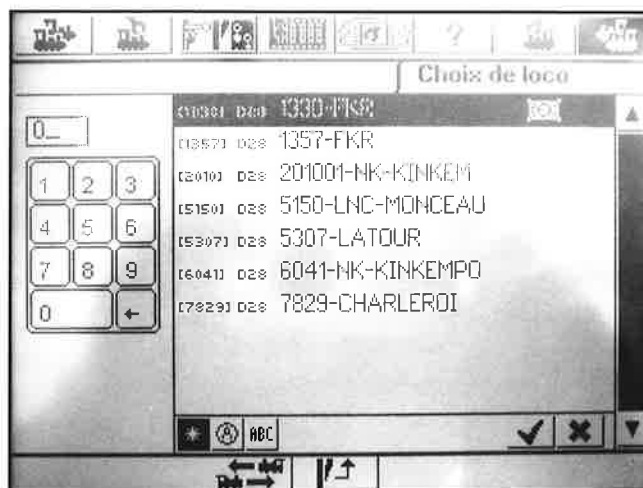 ?
Choix de loco
0_
1330-FKR
[1357] D28 1357-FKR
[2010] D28 201001-NK-KINKEM
[5150] D28 5150-LNC-MONCEAU
[5307] D28 5307-LATOUR
[6041] D28 6041-NK-KINKEMPO
[7829] D28 7829-CHARLEROI
1 2 3
4 5 6
7 8 9
0 ←
A ABC